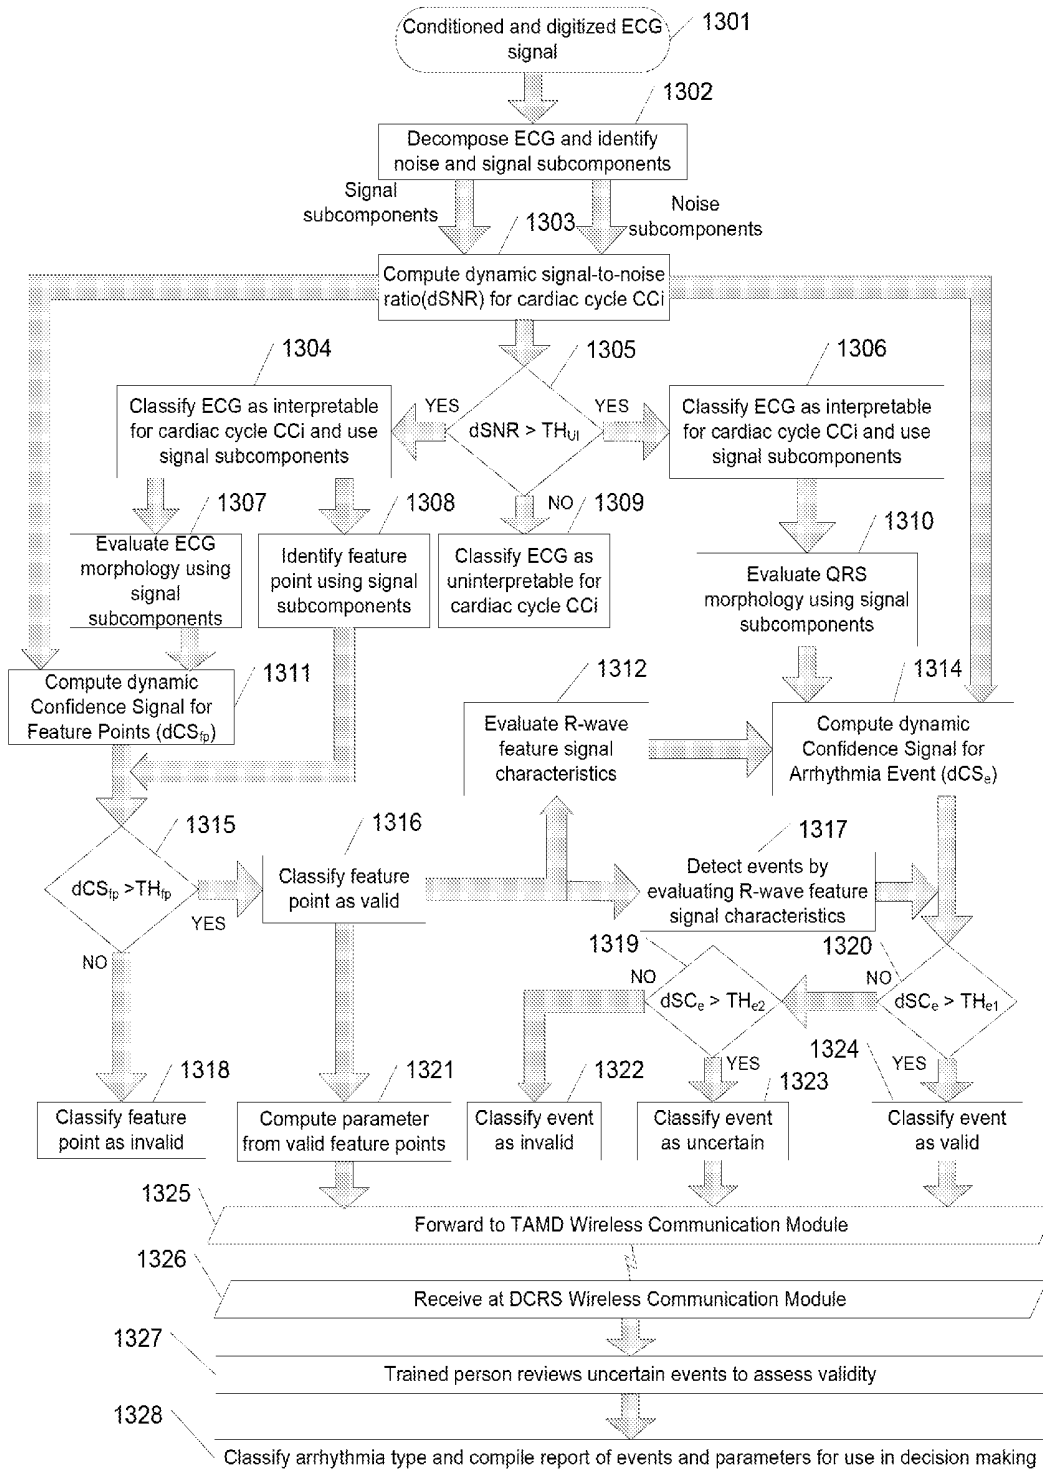 Conditioned and digitized ECG
signal
1301
1302
Decompose ECG and identify
noise and signal subcomponents
Signal
subcomponents
Noise
subcomponents
1303
Compute dynamic signal-to-noise
ratio(dSNR) for cardiac cycle CCi
1304
1305
1306
Classify ECG as interpretable
for cardiac cycle CCi and use
signal subcomponents
YES
dSNR > TH_UI
YES
Classify ECG as interpretable
for cardiac cycle CCi and use
signal subcomponents
NO
1307
1308
1309
1310
Evaluate ECG
morphology using
signal
subcomponents
Identify feature
point using signal
subcomponents
Classify ECG as
uninterpretable for
cardiac cycle CCi
Evaluate QRS
morphology using signal
subcomponents
1311
1312
1314
Compute dynamic
Confidence Signal for
Feature Points (dCS_fp)
Evaluate R-wave
feature signal
characteristics
Compute dynamic
Confidence Signal for
Arrhythmia Event (dCS_e)
1315
1316
1317
dCS_fp >TH_fp
YES
NO
Classify feature
point as valid
Detect events by
evaluating R-wave feature
signal characteristics
1319
1320
NO
dSC_e > TH_e2
NO
dSC_e > TH_e1
YES
YES
1318
1321
1322
1323
1324
Classify feature
point as invalid
Compute parameter
from valid feature points
Classify event
as invalid
Classify event
as uncertain
Classify event
as valid
1325
Forward to TAMD Wireless Communication Module
1326
Receive at DCRS Wireless Communication Module
1327
Trained person reviews uncertain events to assess validity
1328
Classify arrhythmia type and compile report of events and parameters for use in decision making